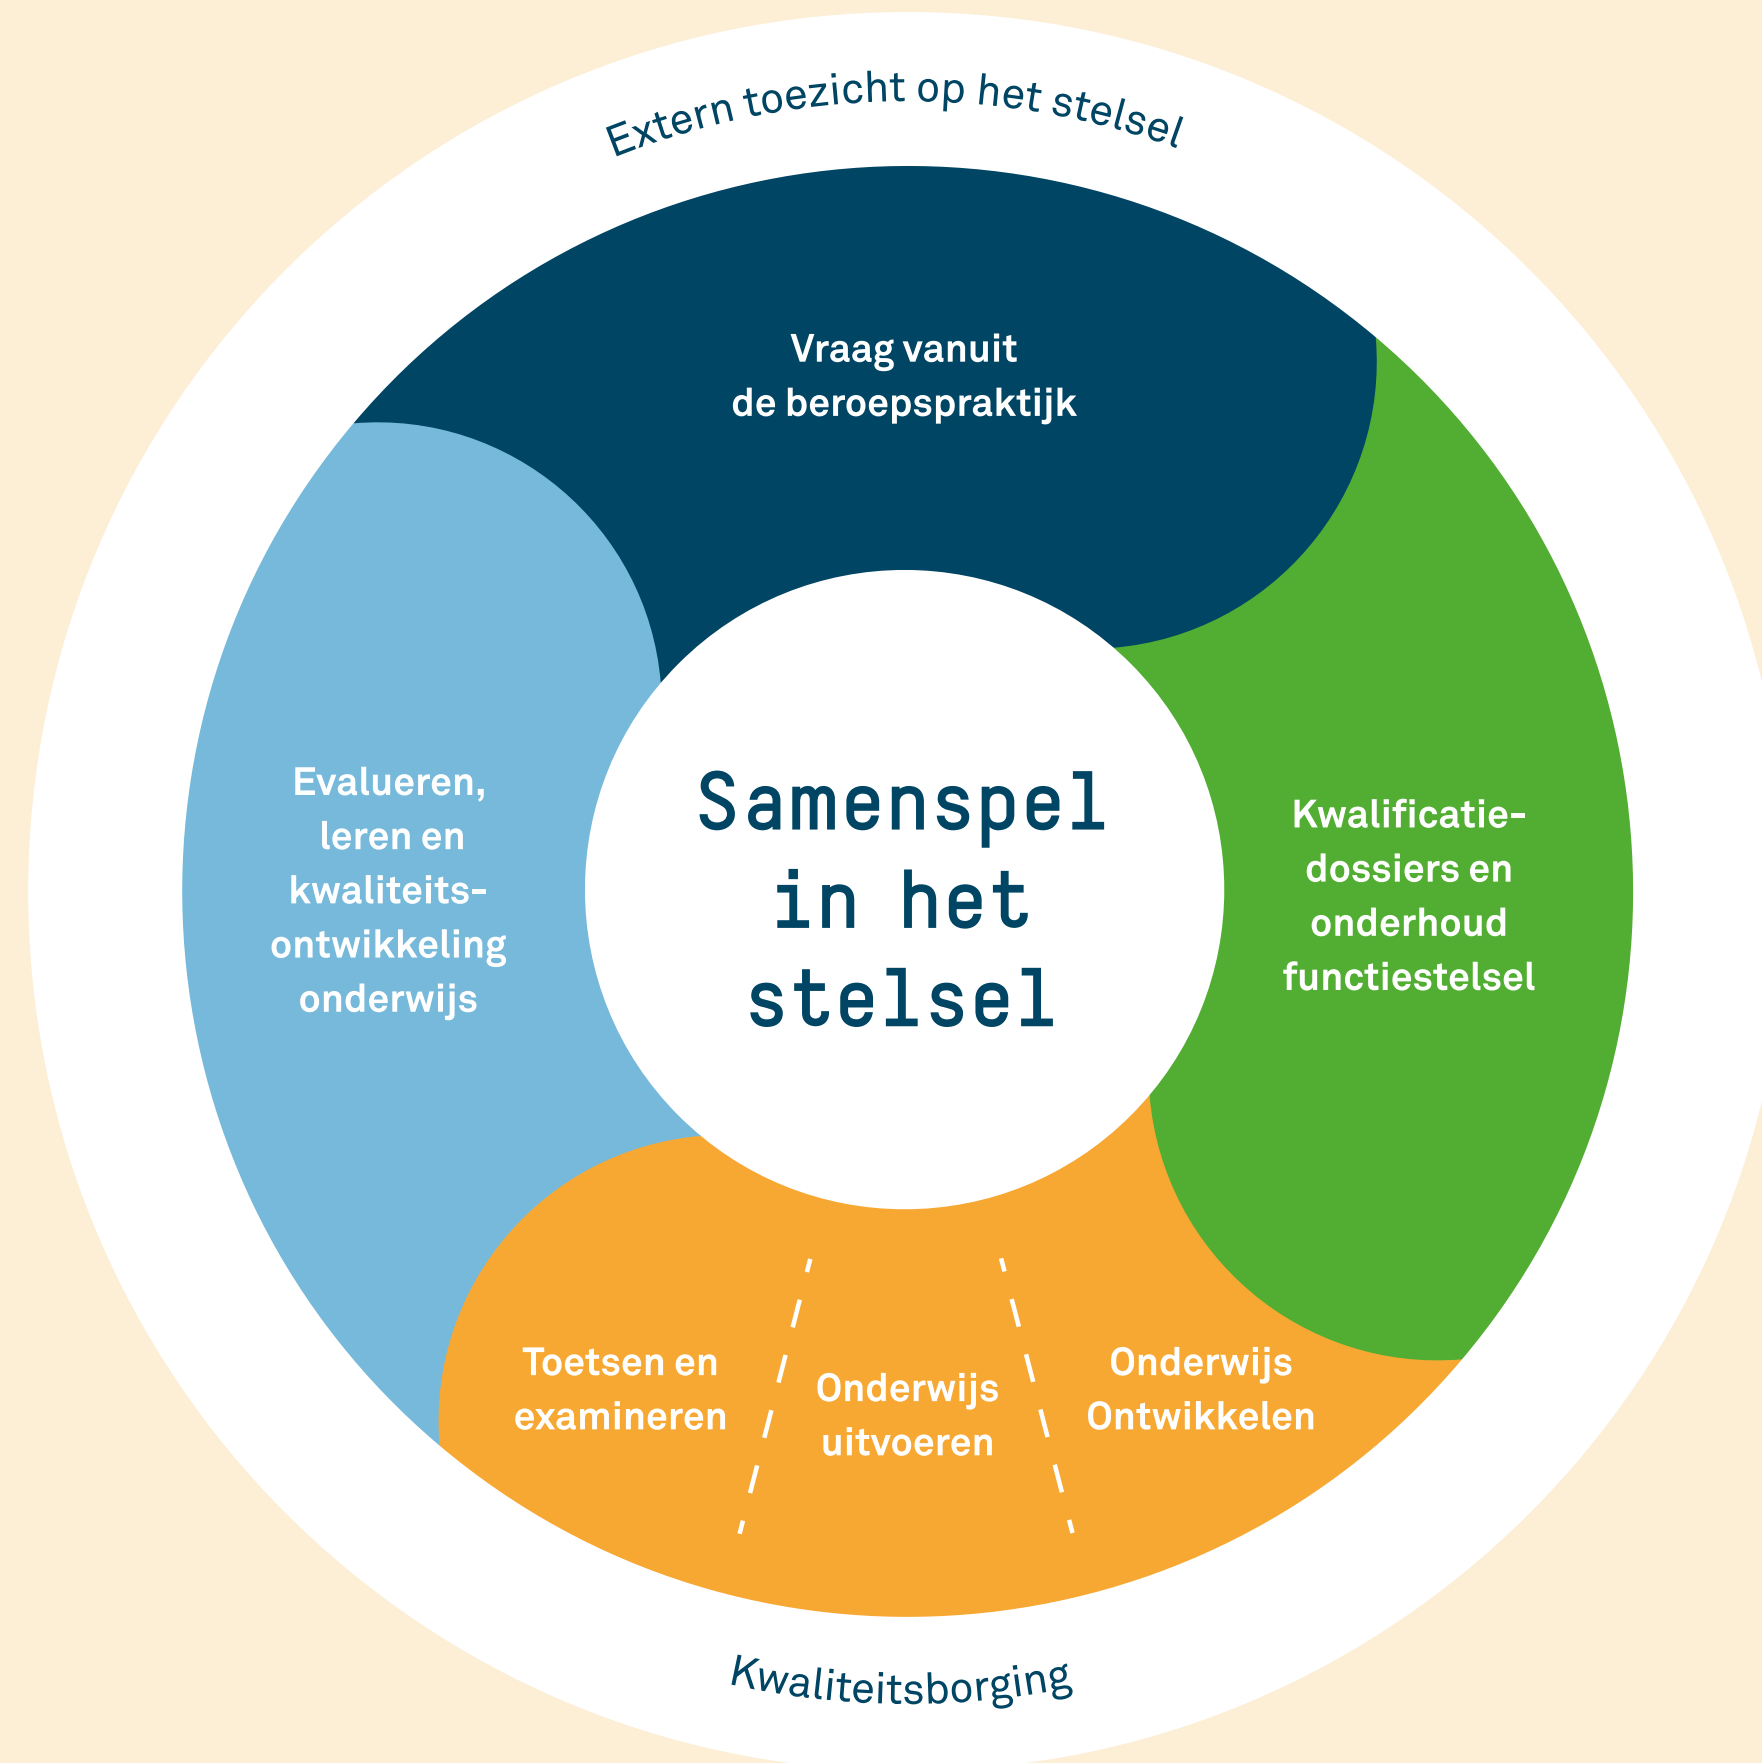 Extern toezicht op het stelsel
Vraag vanuit
de beroepspraktijk
Evalueren,
leren en
kwaliteits-
ontwikkeling
onderwijs
Samenspel
in het
stelsel
Kwalificatie-
dossiers en
onderhoud
functiestelsel
Toetsen en
examineren
Onderwijs
uitvoeren
Onderwijs
Ontwikkelen
Kwaliteitsborging